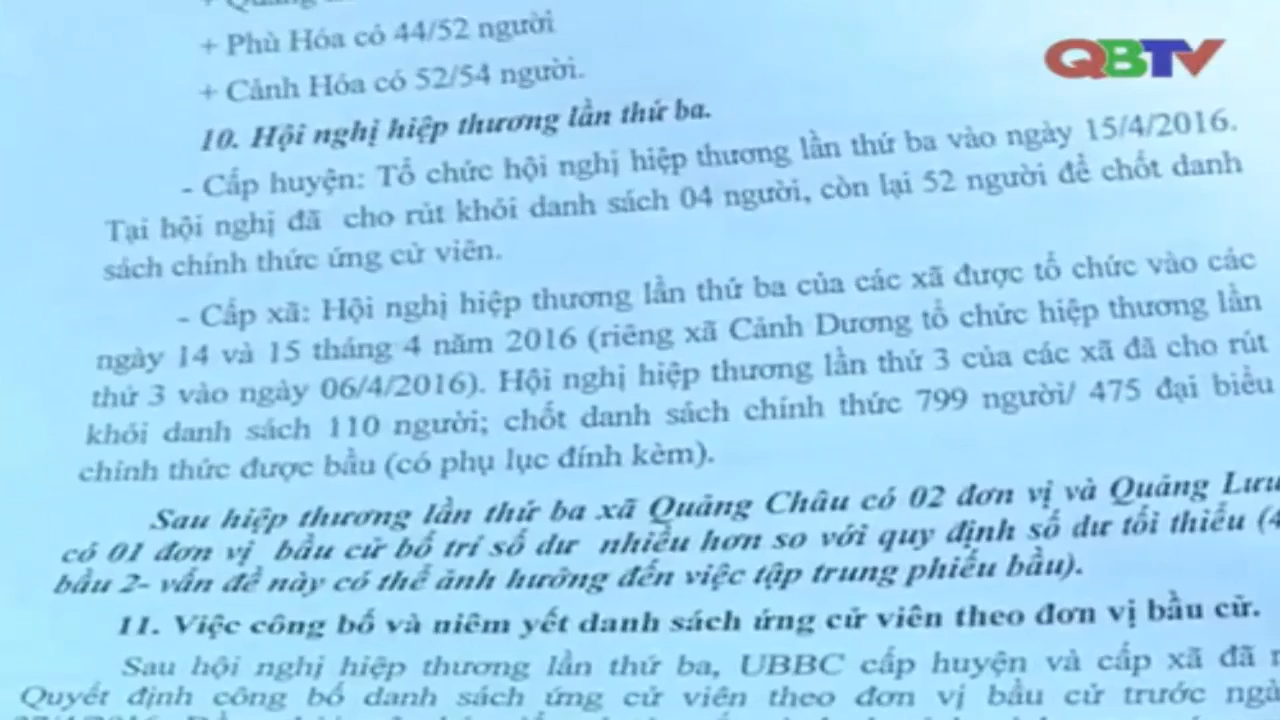 + Phù Hóa có 44/52 người
QBTV
+ Cảnh Hóa có 52/54 người.
10. Hội nghị hiệp thương lần thứ ba.
- Cấp huyện: Tổ chức hội nghị hiệp thương lần thứ ba vào ngày 15/4/2016.
Tại hội nghị đã cho rút khỏi danh sách 04 người, còn lại 52 người để chốt danh
sách chính thức ứng cử viên.
- Cấp xã: Hội nghị hiệp thương lần thứ ba của các xã được tổ chức vào các
ngày 14 và 15 tháng 4 năm 2016 (riêng xã Cảnh Dương tổ chức hiệp thương lần
thứ 3 vào ngày 06/4/2016). Hội nghị hiệp thương lần thứ 3 của các xã đã cho rút
khỏi danh sách 110 người; chốt danh sách chính thức 799 người/ 475 đại biểu
chính thức được bầu (có phụ lục đính kèm).
Sau hiệp thương lần thứ ba xã Quảng Châu có 02 đơn vị và Quảng Lưu
có 01 đơn vị bầu cử bố trí số dư nhiều hơn so với quy định số dư tối thiểu (4
bầu 2- vấn đề này có thể ảnh hưởng đến việc tập trung phiếu bầu).
11. Việc công bố và niêm yết danh sách ứng cử viên theo đơn vị bầu cử.
Sau hội nghị hiệp thương lần thứ ba, UBBC cấp huyện và cấp xã đã
Quyết định công bố danh sách ứng cử viên theo đơn vị bầu cử trước